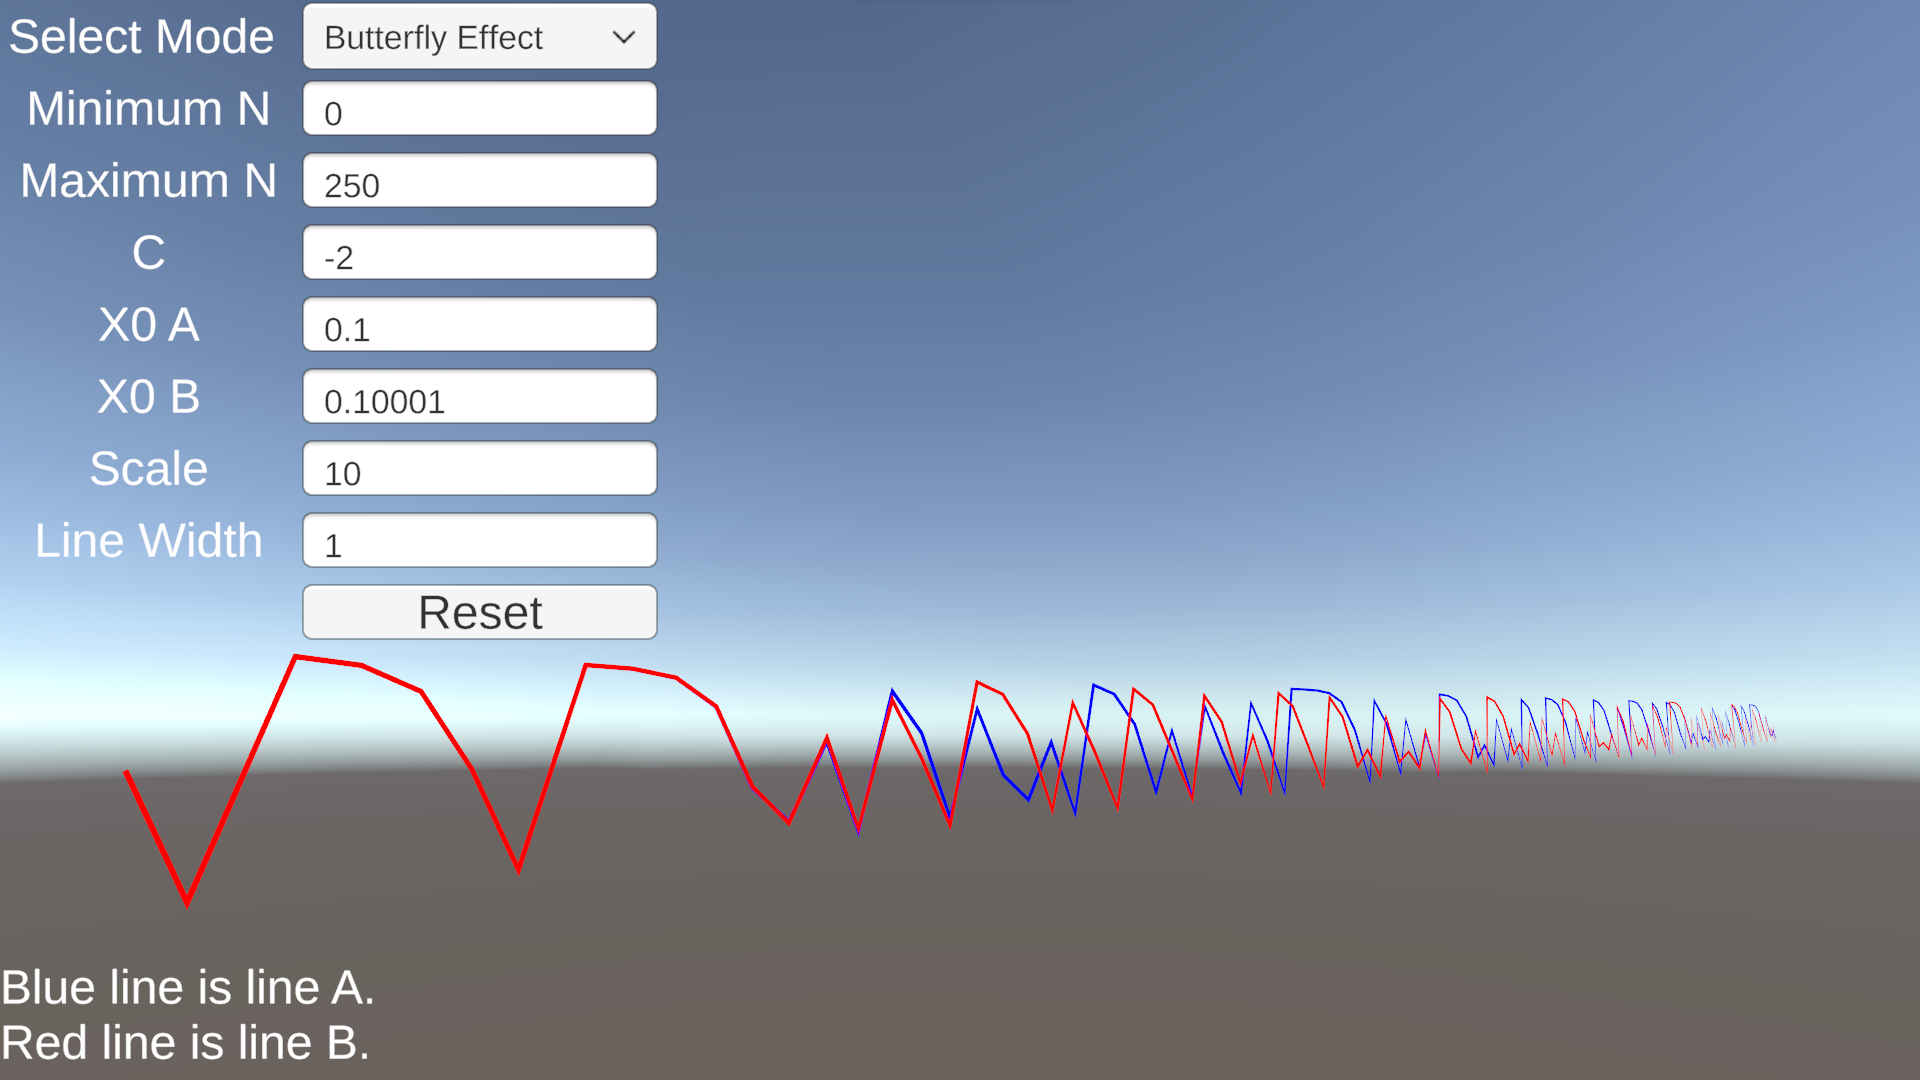 Select Mode Butterfly Effect
Minimum N 0
Maximum N 250
C -2
X0 A 0.1
X0 B 0.10001
Scale 10
Line Width 1
Reset
Blue line is line A.
Red line is line B.